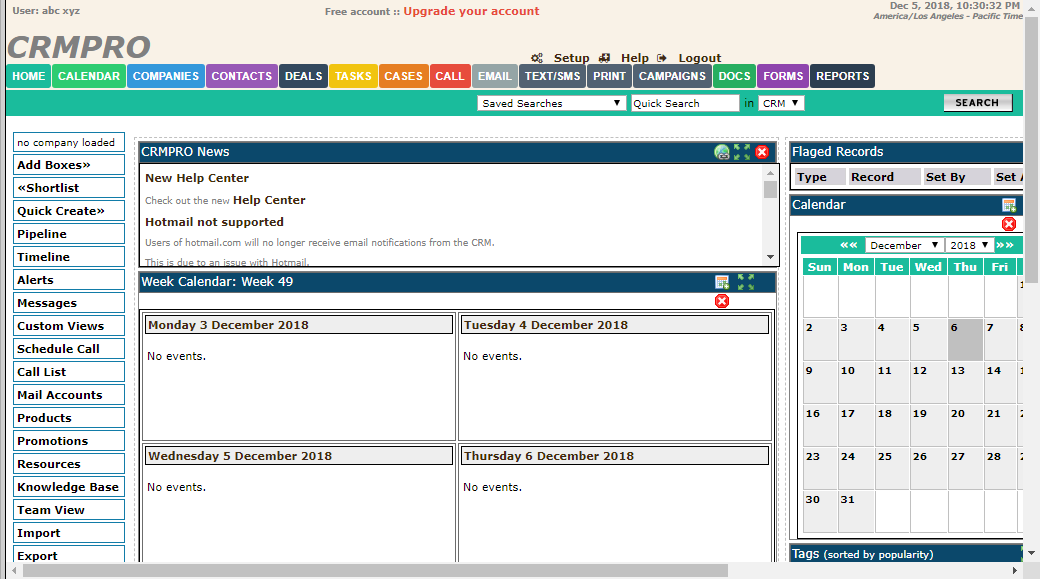 User: abc xyz
Free account :: Upgrade your account
Dec 5, 2018, 10:30:32 PM
America/Los Angeles - Pacific Time
CRMPRO
Setup Help Logout
HOME CALENDAR COMPANIES CONTACTS DEALS TASKS CASES CALL EMAIL TEXT/SMS PRINT CAMPAIGNS DOCS FORMS REPORTS
Saved Searches Quick Search in CRM SEARCH
no company loaded
Add Boxes»
«Shortlist
Quick Create»
Pipeline
Timeline
Alerts
Messages
Custom Views
Schedule Call
Call List
Mail Accounts
Products
Promotions
Resources
Knowledge Base
Team View
Import
Export
CRMPRO News
New Help Center
Check out the new Help Center
Hotmail not supported
Users of hotmail.com will no longer receive email notifications from the CRM.
This is due to an issue with Hotmail.
Week Calendar: Week 49
Monday 3 December 2018
No events.
Tuesday 4 December 2018
No events.
Wednesday 5 December 2018
No events.
Thursday 6 December 2018
No events.
Flaged Records
Type Record Set By Set
Calendar
«« December 2018 »»
Sun Mon Tue Wed Thu Fri
2 3 4 5 6 7 8
9 10 11 12 13 14
16 17 18 19 20 21
23 24 25 26 27 28
30 31
Tags (sorted by popularity)